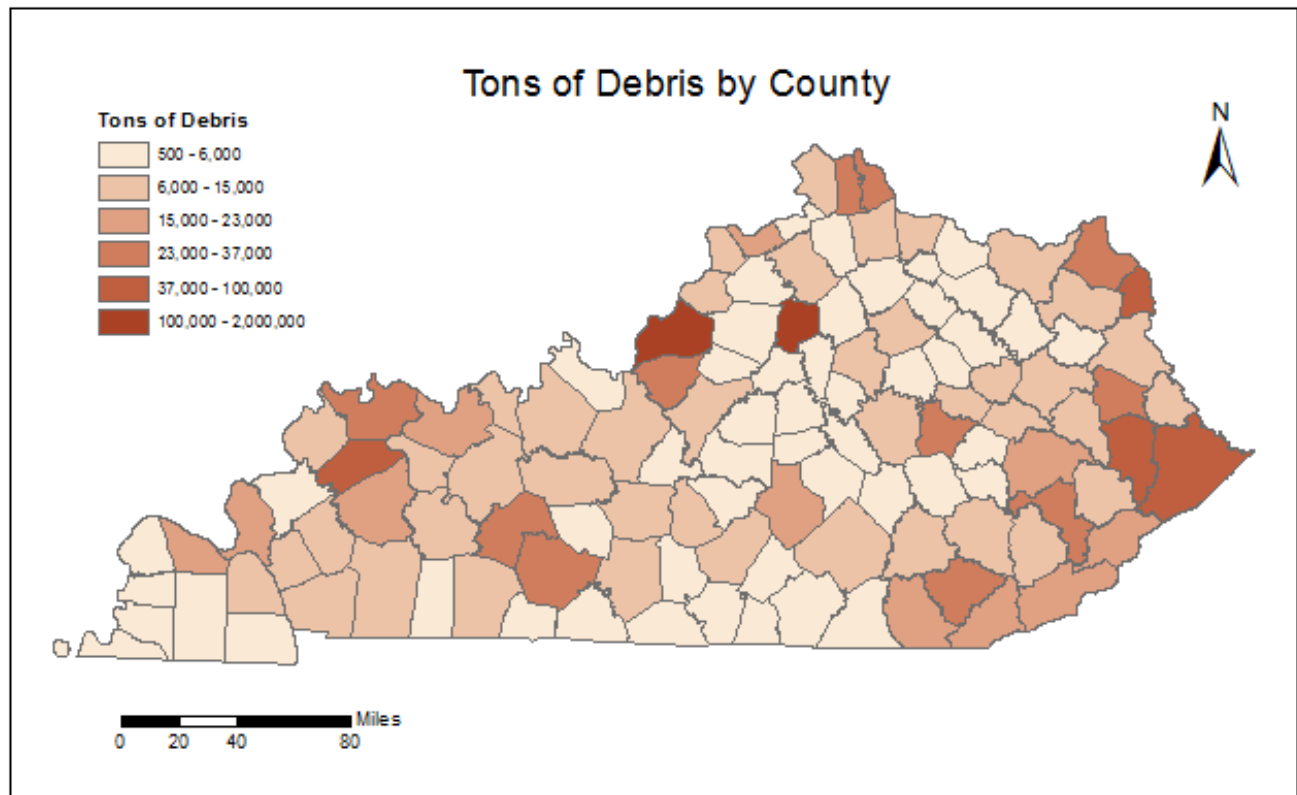 Tons of Debris by County
N
Tons of Debris
500 - 6,000
6,000 - 15,000
15,000 - 23,000
23,000 - 37,000
37,000 - 100,000
100,000 - 2,000,000
Miles
0 20 40 80